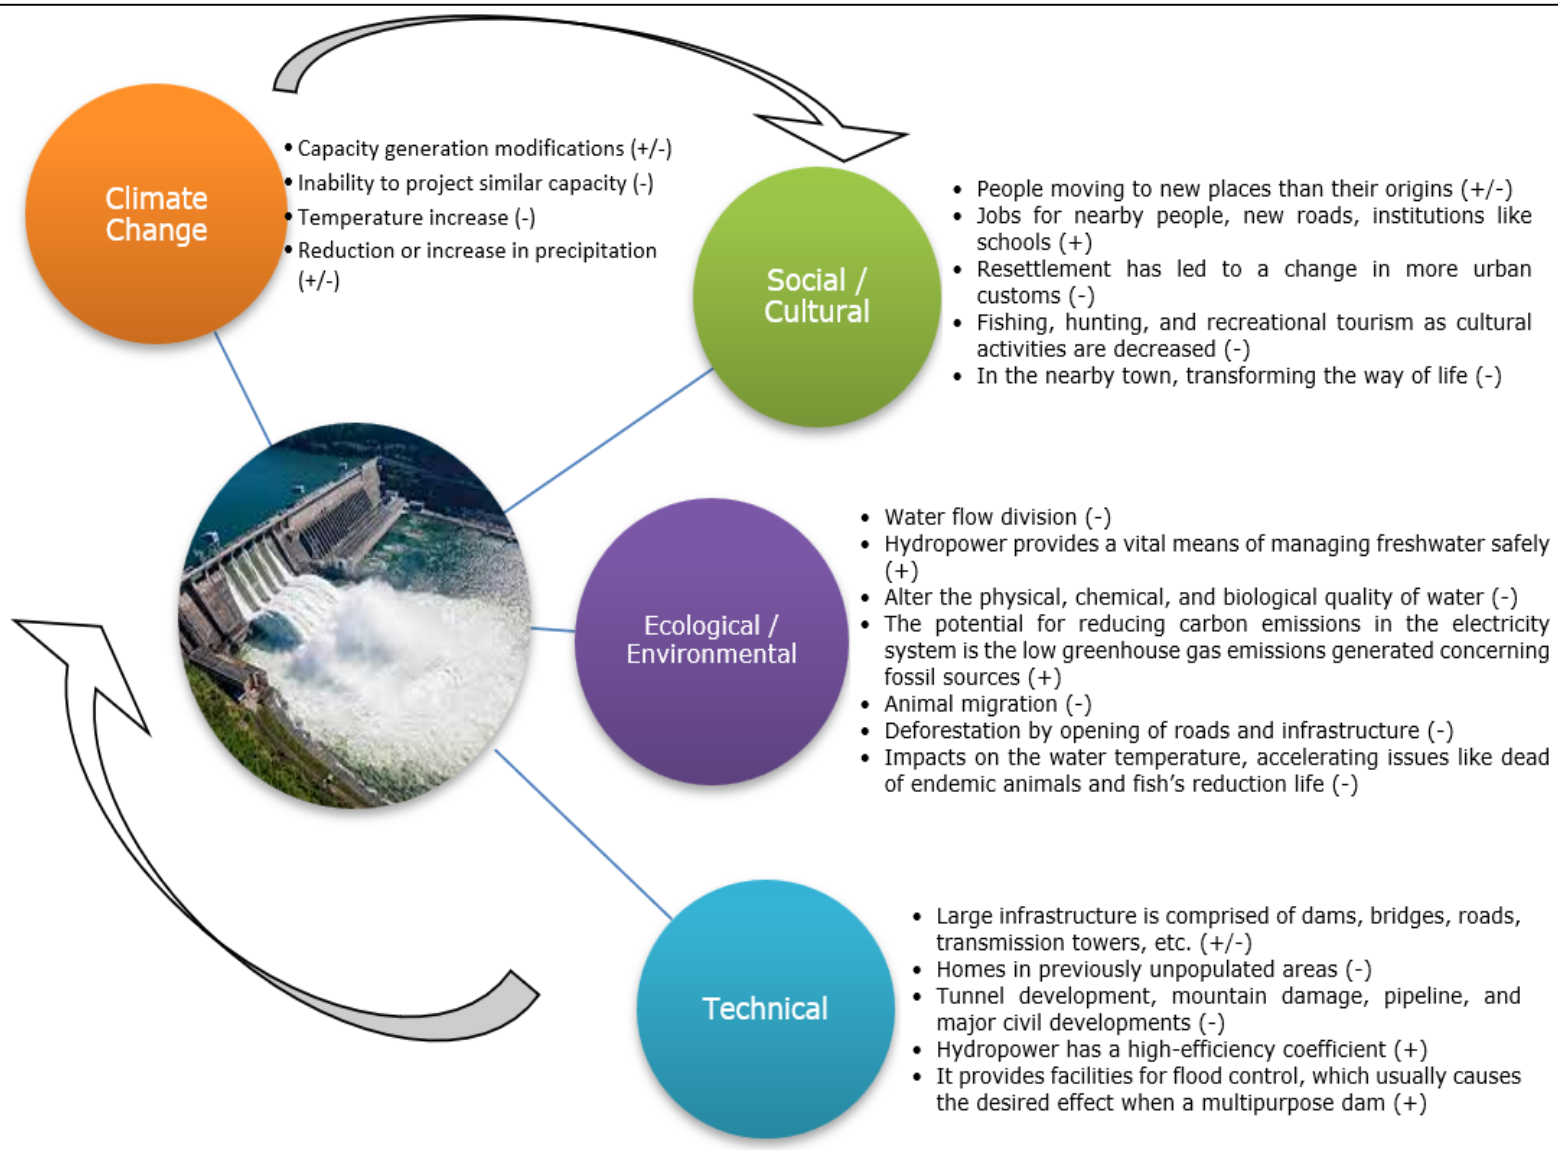 Climate
Change
• Capacity generation modifications (+/-)
• Inability to project similar capacity (-)
• Temperature increase (-)
• Reduction or increase in precipitation
(+/-)
Social /
Cultural
• People moving to new places than their origins (+/-)
• Jobs for nearby people, new roads, institutions like
schools (+)
• Resettlement has led to a change in more urban
customs (-)
• Fishing, hunting, and recreational tourism as cultural
activities are decreased (-)
• In the nearby town, transforming the way of life (-)
Ecological /
Environmental
• Water flow division (-)
• Hydropower provides a vital means of managing freshwater safely
(+)
• Alter the physical, chemical, and biological quality of water (-)
• The potential for reducing carbon emissions in the electricity
system is the low greenhouse gas emissions generated concerning
fossil sources (+)
• Animal migration (-)
• Deforestation by opening of roads and infrastructure (-)
• Impacts on the water temperature, accelerating issues like dead
of endemic animals and fish’s reduction life (-)
Technical
• Large infrastructure is comprised of dams, bridges, roads,
transmission towers, etc. (+/-)
• Homes in previously unpopulated areas (-)
• Tunnel development, mountain damage, pipeline, and
major civil developments (-)
• Hydropower has a high-efficiency coefficient (+)
• It provides facilities for flood control, which usually causes
the desired effect when a multipurpose dam (+)